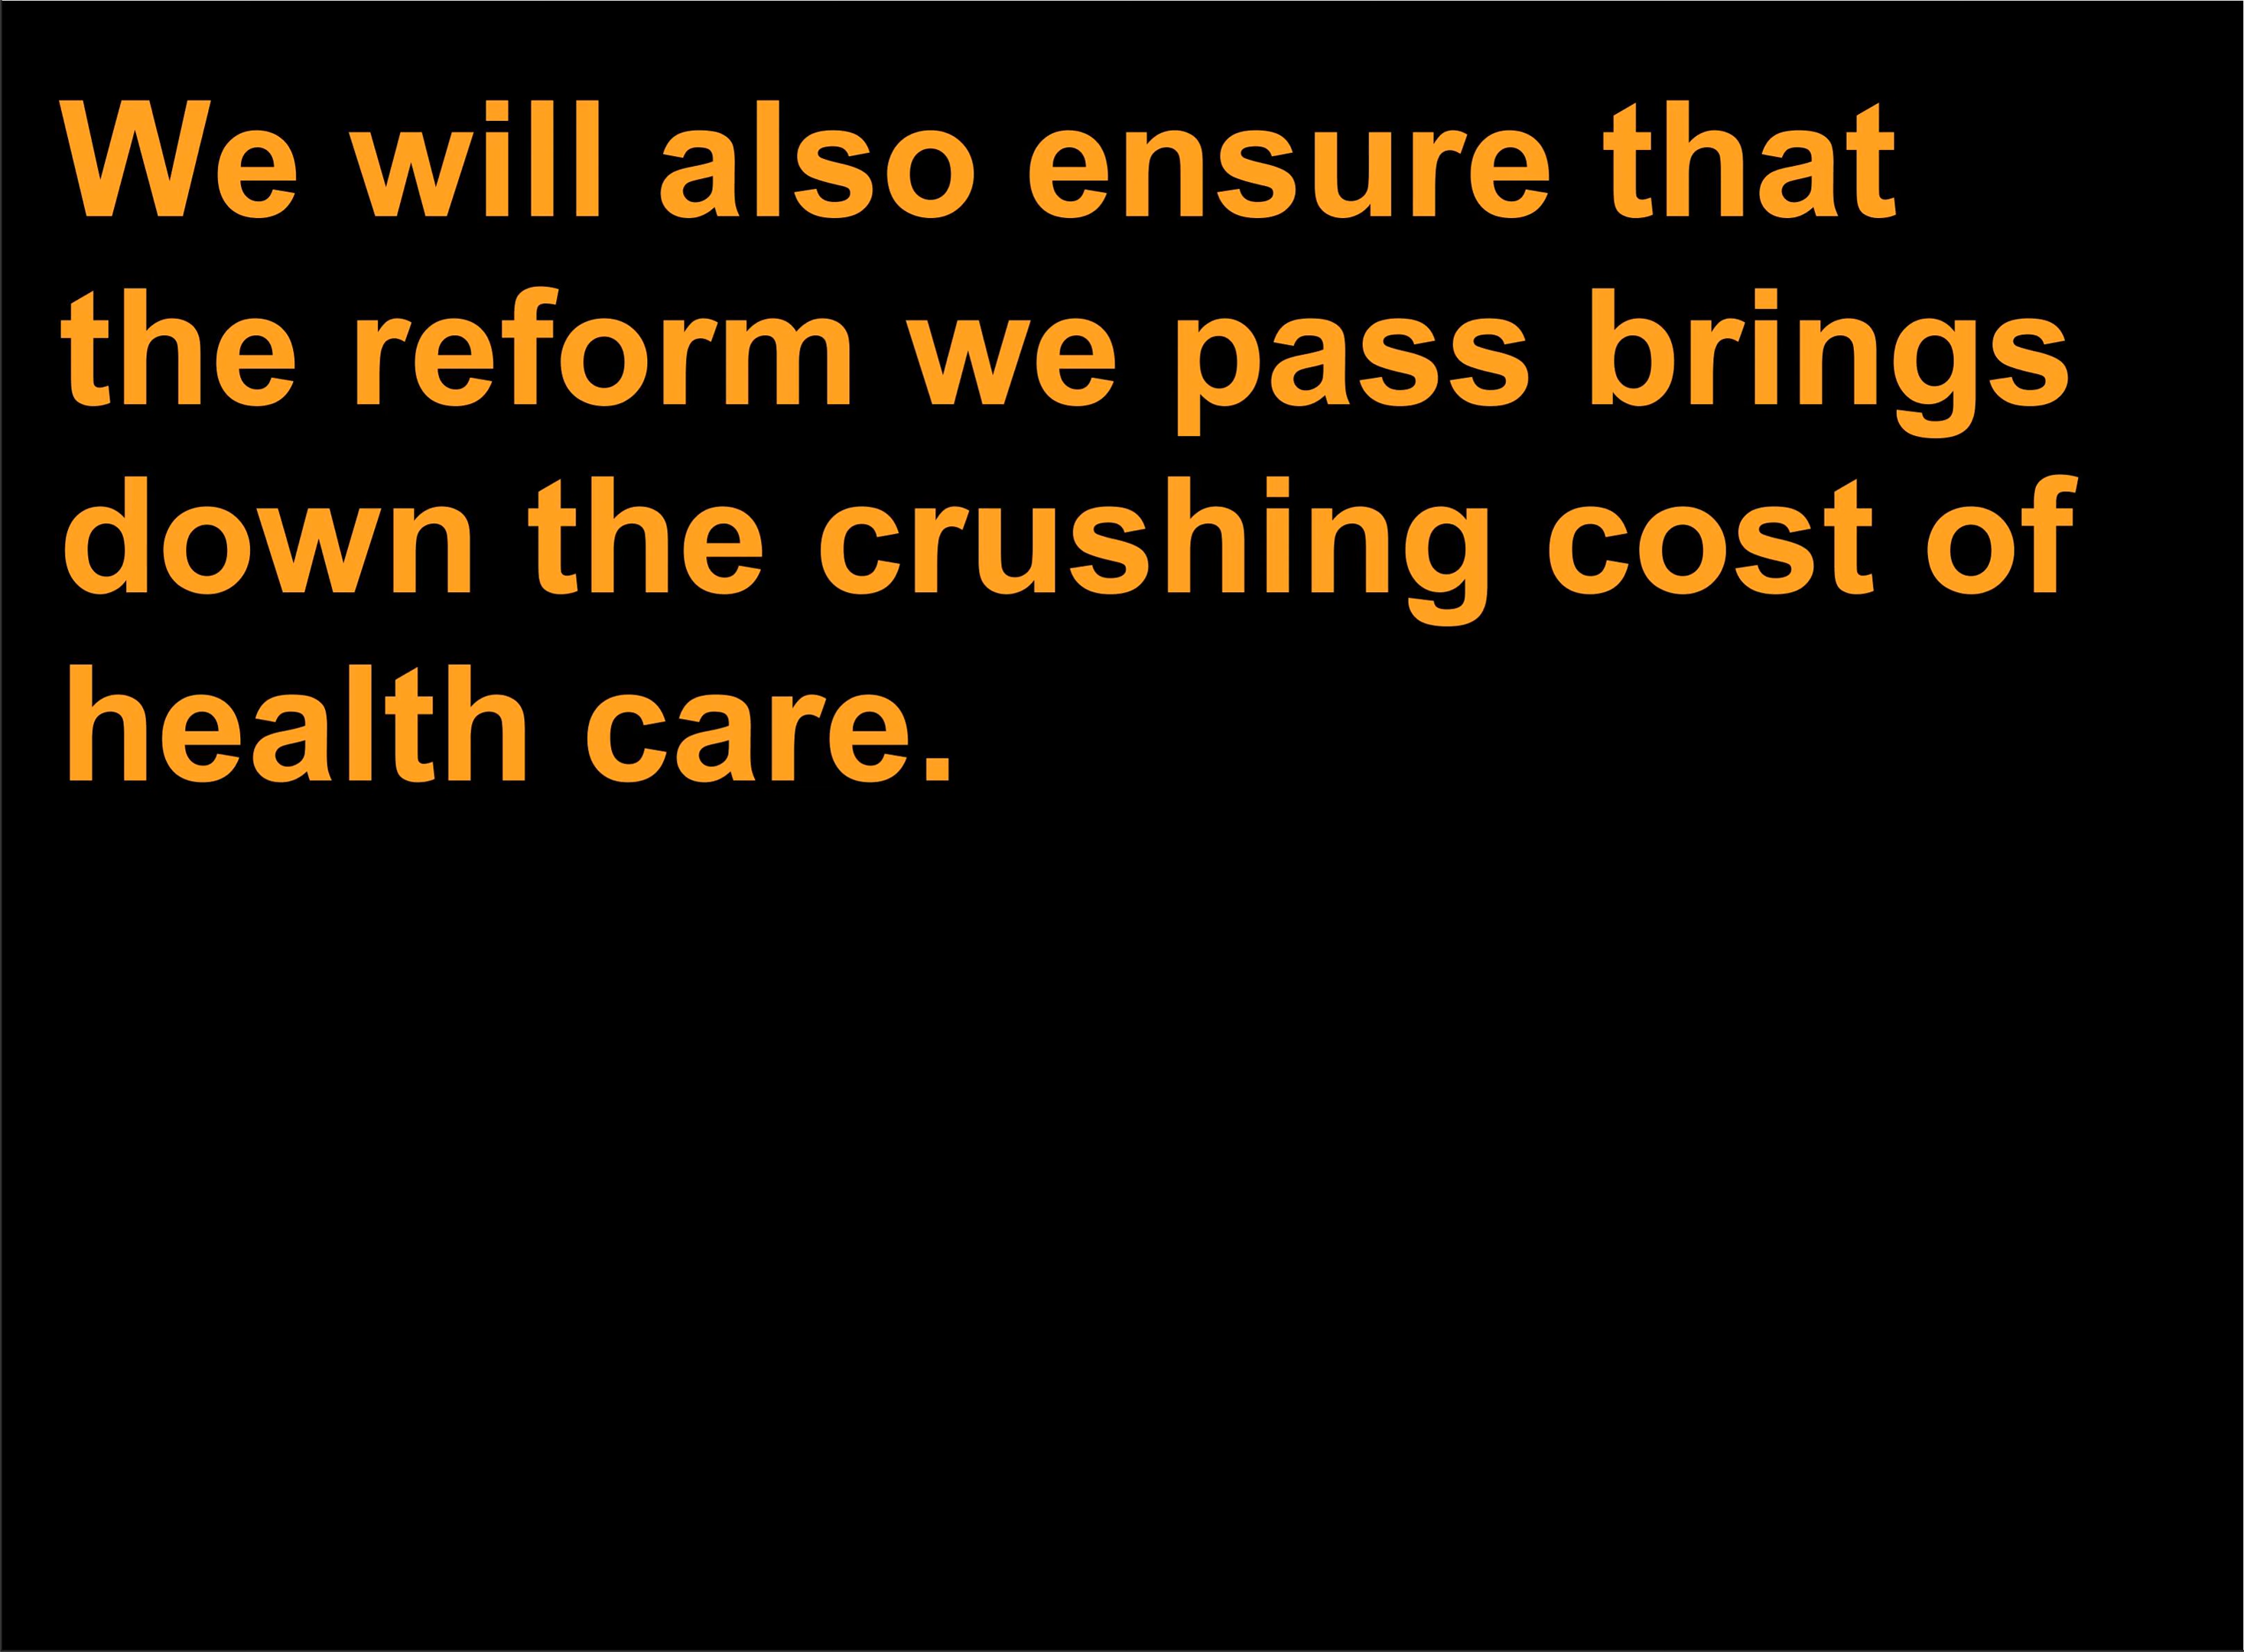 We will also ensure that
the reform we pass brings
down the crushing cost of
health care.